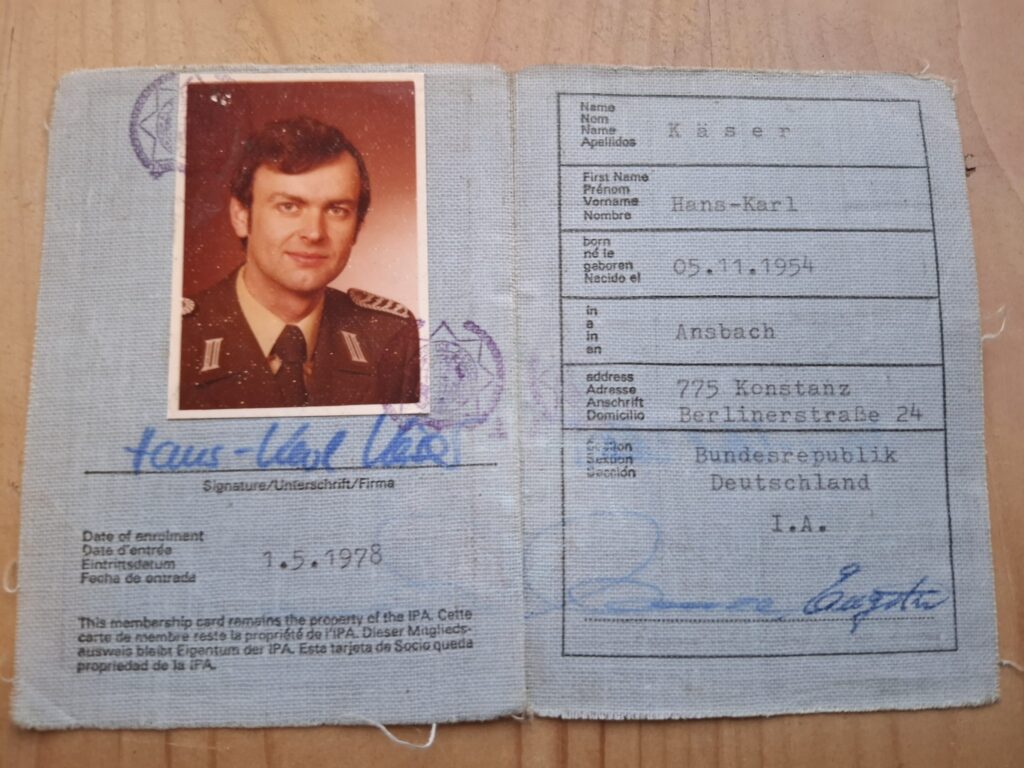 Hans-Karl Käser
Signature/Unterschrift/Firma
Date of enrolment
Date d'entrée
Eintrittsdatum
Fecha de entrada
1.5.1978
This membership card remains the property of the IPA. Cette
carte de membre reste la propriété de l'IPA. Dieser Mitglieds-
ausweis bleibt Eigentum der IPA. Esta tarjeta de Socio queda
propriedad de la IPA.
Name
Nom
Name
Apellidos
Käser
First Name
Prénom
Vorname
Nombre
Hans-Karl
born
né le
geboren
Nacido el
05.11.1954
in
a
in
en
Ansbach
address
Adresse
Anschrift
Domicilio
775 Konstanz
Berlinerstraße 24
Section
Sektion
Sección
Bundesrepublik
Deutschland
I.A.